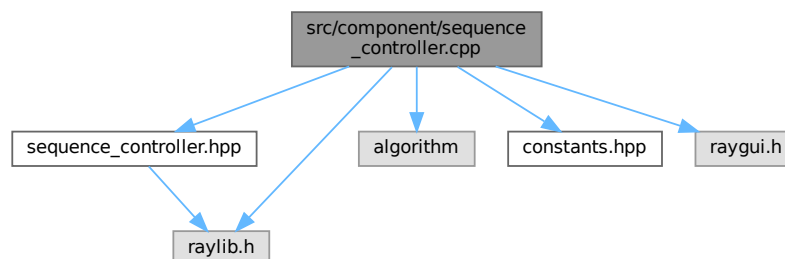 src/component/sequence
_controller.cpp
sequence_controller.hpp
algorithm
constants.hpp
raygui.h
raylib.h